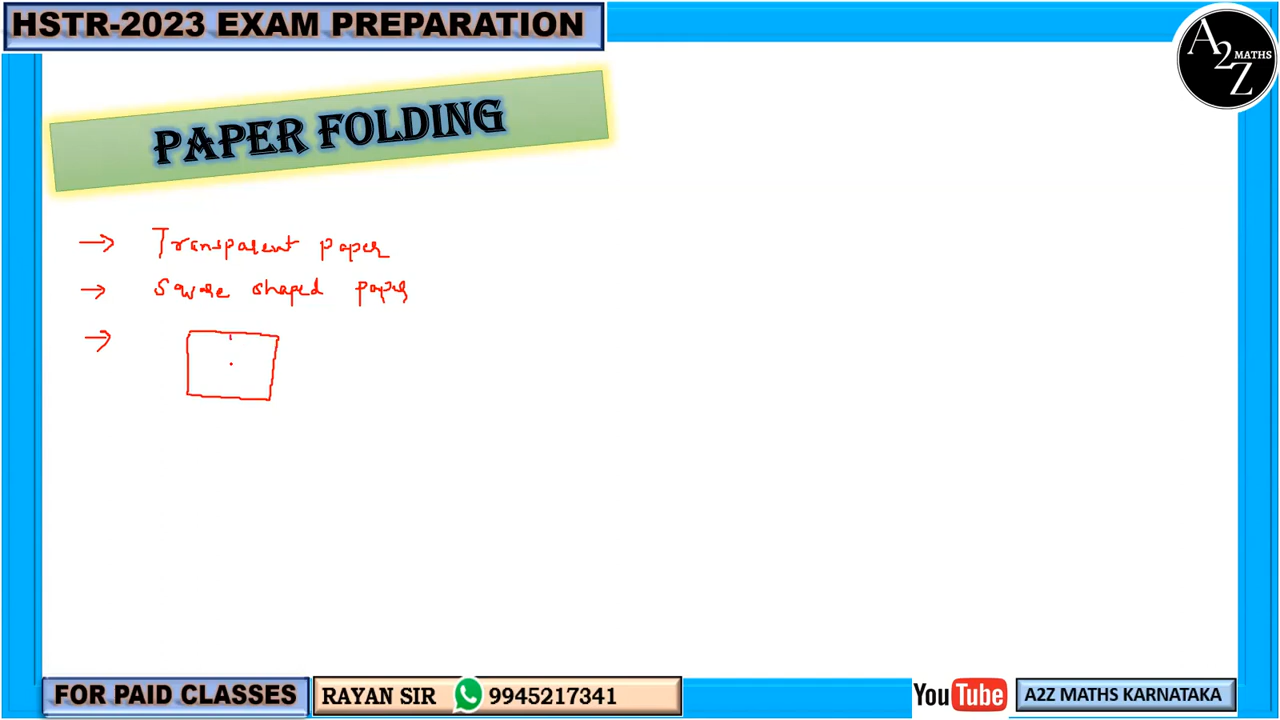 HSTR-2023 EXAM PREPARATION
A2Z MATHS
PAPER FOLDING
→ Transparent paper
→ Square shaped paper
→
FOR PAID CLASSES
RAYAN SIR 9945217341
YouTube
A2Z MATHS KARNATAKA